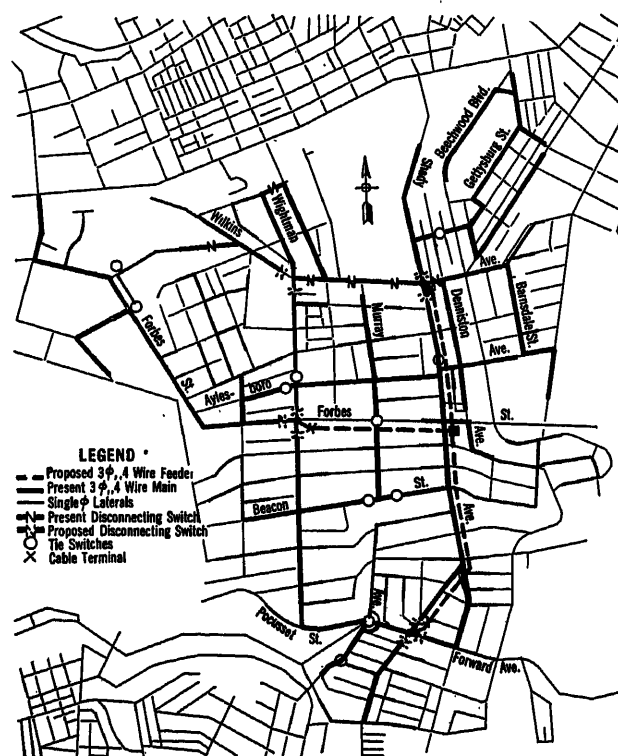 Beechwood Blvd.
Shady
Gettysburg St.
Wightman
Wilkins
Ave.
Denniston
Barnsdale St.
Murray
Forbes
St.
Ave.
Ayles-
boro
Forbes
St.
Ave.
LEGEND
Proposed 3ϕ,,4 Wire Feeder
Present 3ϕ,,4 Wire Main
Single ϕ Laterals
Present Disconnecting Switch
Proposed Disconnecting Switch
Tie Switches
Cable Terminal
St.
Beacon
Ave.
Ave.
Pocusset
St.
Forward Ave.